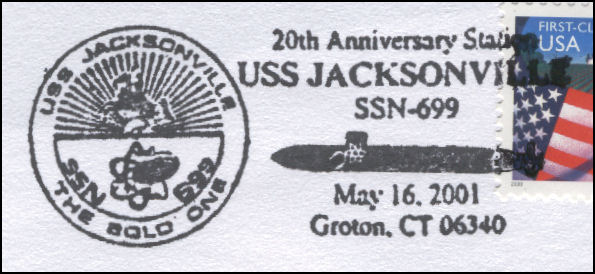 USS JACKSONVILLE
SSN 699
THE BOLD ONE
20th Anniversary Station
USS JACKSONVILLE
SSN-699
May 16, 2001
Groton, CT 06340
FIRST-CL
USA